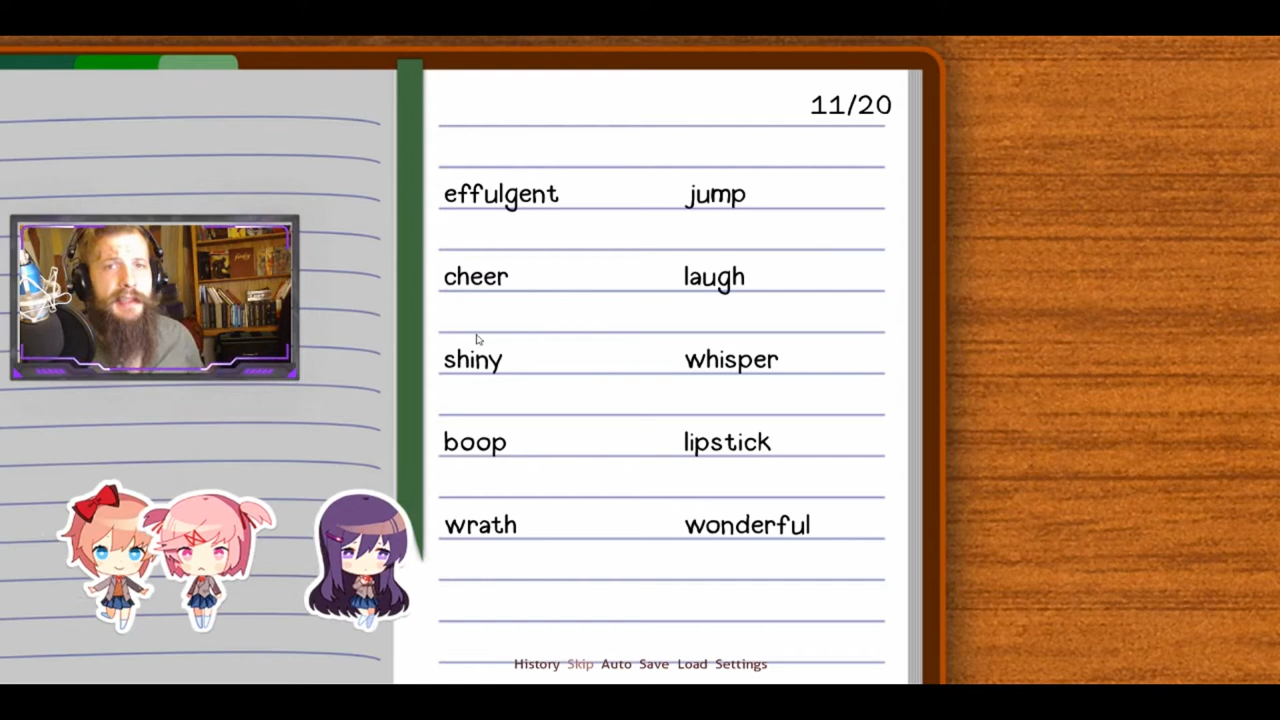 11/20
effulgent jump
cheer laugh
shiny whisper
boop lipstick
wrath wonderful
History Skip Auto Save Load Settings